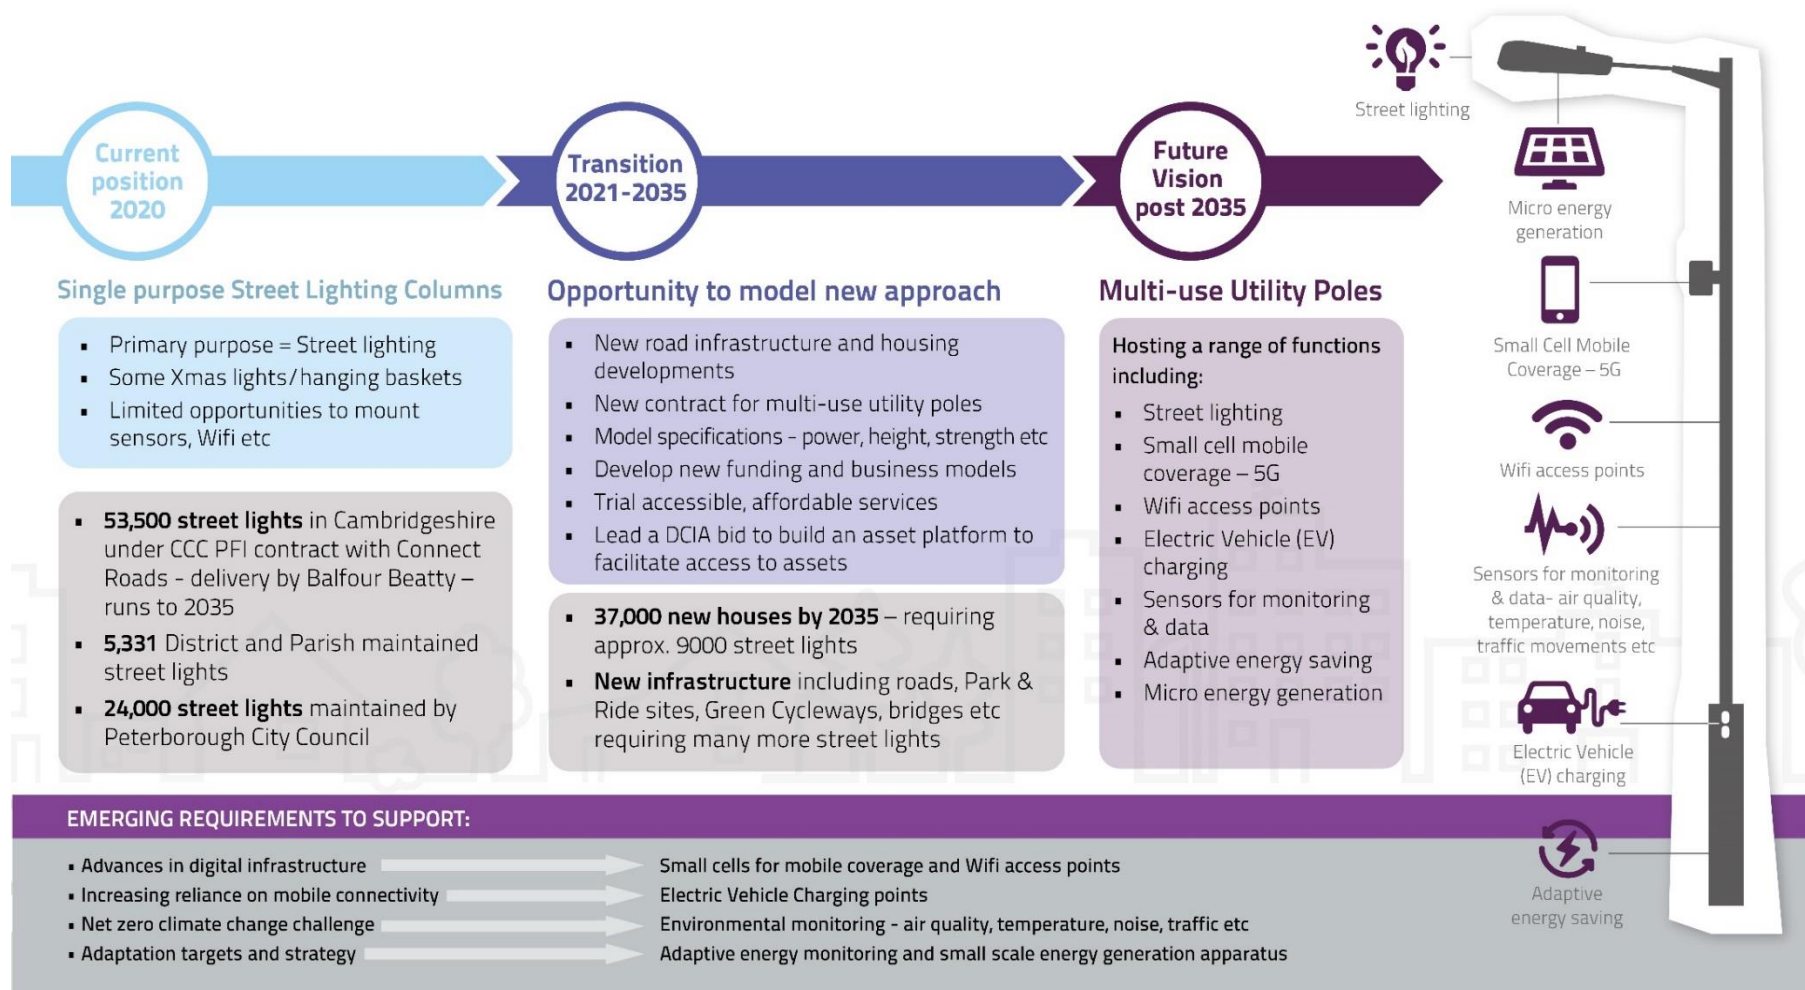 Current
position
2020
Transition
2021-2035
Future
Vision
post 2035
Single purpose Street Lighting Columns
▪ Primary purpose = Street lighting
▪ Some Xmas lights/hanging baskets
▪ Limited opportunities to mount
sensors, Wifi etc
▪ 53,500 street lights in Cambridgeshire
under CCC PFI contract with Connect
Roads - delivery by Balfour Beatty –
runs to 2035
▪ 5,331 District and Parish maintained
street lights
▪ 24,000 street lights maintained by
Peterborough City Council
Opportunity to model new approach
▪ New road infrastructure and housing
developments
▪ New contract for multi-use utility poles
▪ Model specifications - power, height, strength etc
▪ Develop new funding and business models
▪ Trial accessible, affordable services
▪ Lead a DCIA bid to build an asset platform to
facilitate access to assets
▪ 37,000 new houses by 2035 – requiring
approx. 9000 street lights
▪ New infrastructure including roads, Park &
Ride sites, Green Cycleways, bridges etc
requiring many more street lights
Multi-use Utility Poles
Hosting a range of functions
including:
▪ Street lighting
▪ Small cell mobile
coverage – 5G
▪ Wifi access points
▪ Electric Vehicle (EV)
charging
▪ Sensors for monitoring
& data
▪ Adaptive energy saving
▪ Micro energy generation
Street lighting
Micro energy
generation
Small Cell Mobile
Coverage – 5G
Wifi access points
Sensors for monitoring
& data- air quality,
temperature, noise,
traffic movements etc
Electric Vehicle
(EV) charging
Adaptive
energy saving
EMERGING REQUIREMENTS TO SUPPORT:
▪ Advances in digital infrastructure
Small cells for mobile coverage and Wifi access points
▪ Increasing reliance on mobile connectivity
Electric Vehicle Charging points
▪ Net zero climate change challenge
Environmental monitoring - air quality, temperature, noise, traffic etc
▪ Adaptation targets and strategy
Adaptive energy monitoring and small scale energy generation apparatus